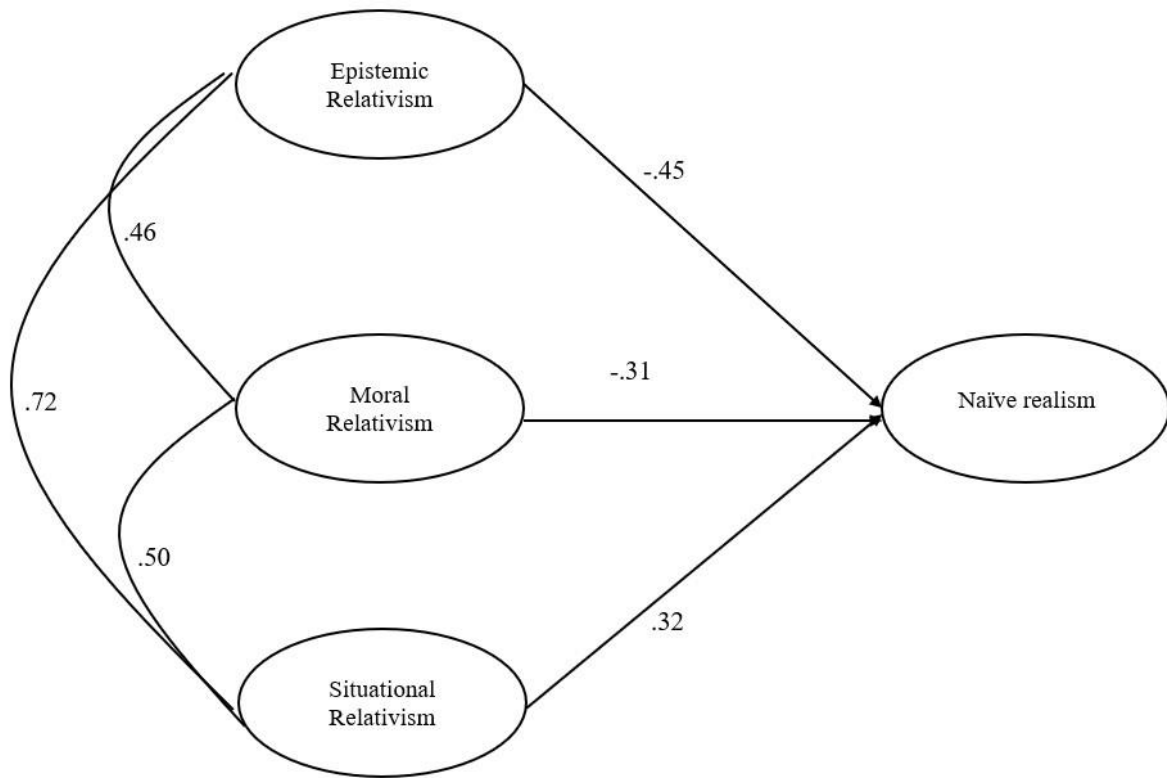 Epistemic
Relativism
-.45
.46
-.31
Moral
Relativism
Naïve realism
.72
.50
.32
Situational
Relativism